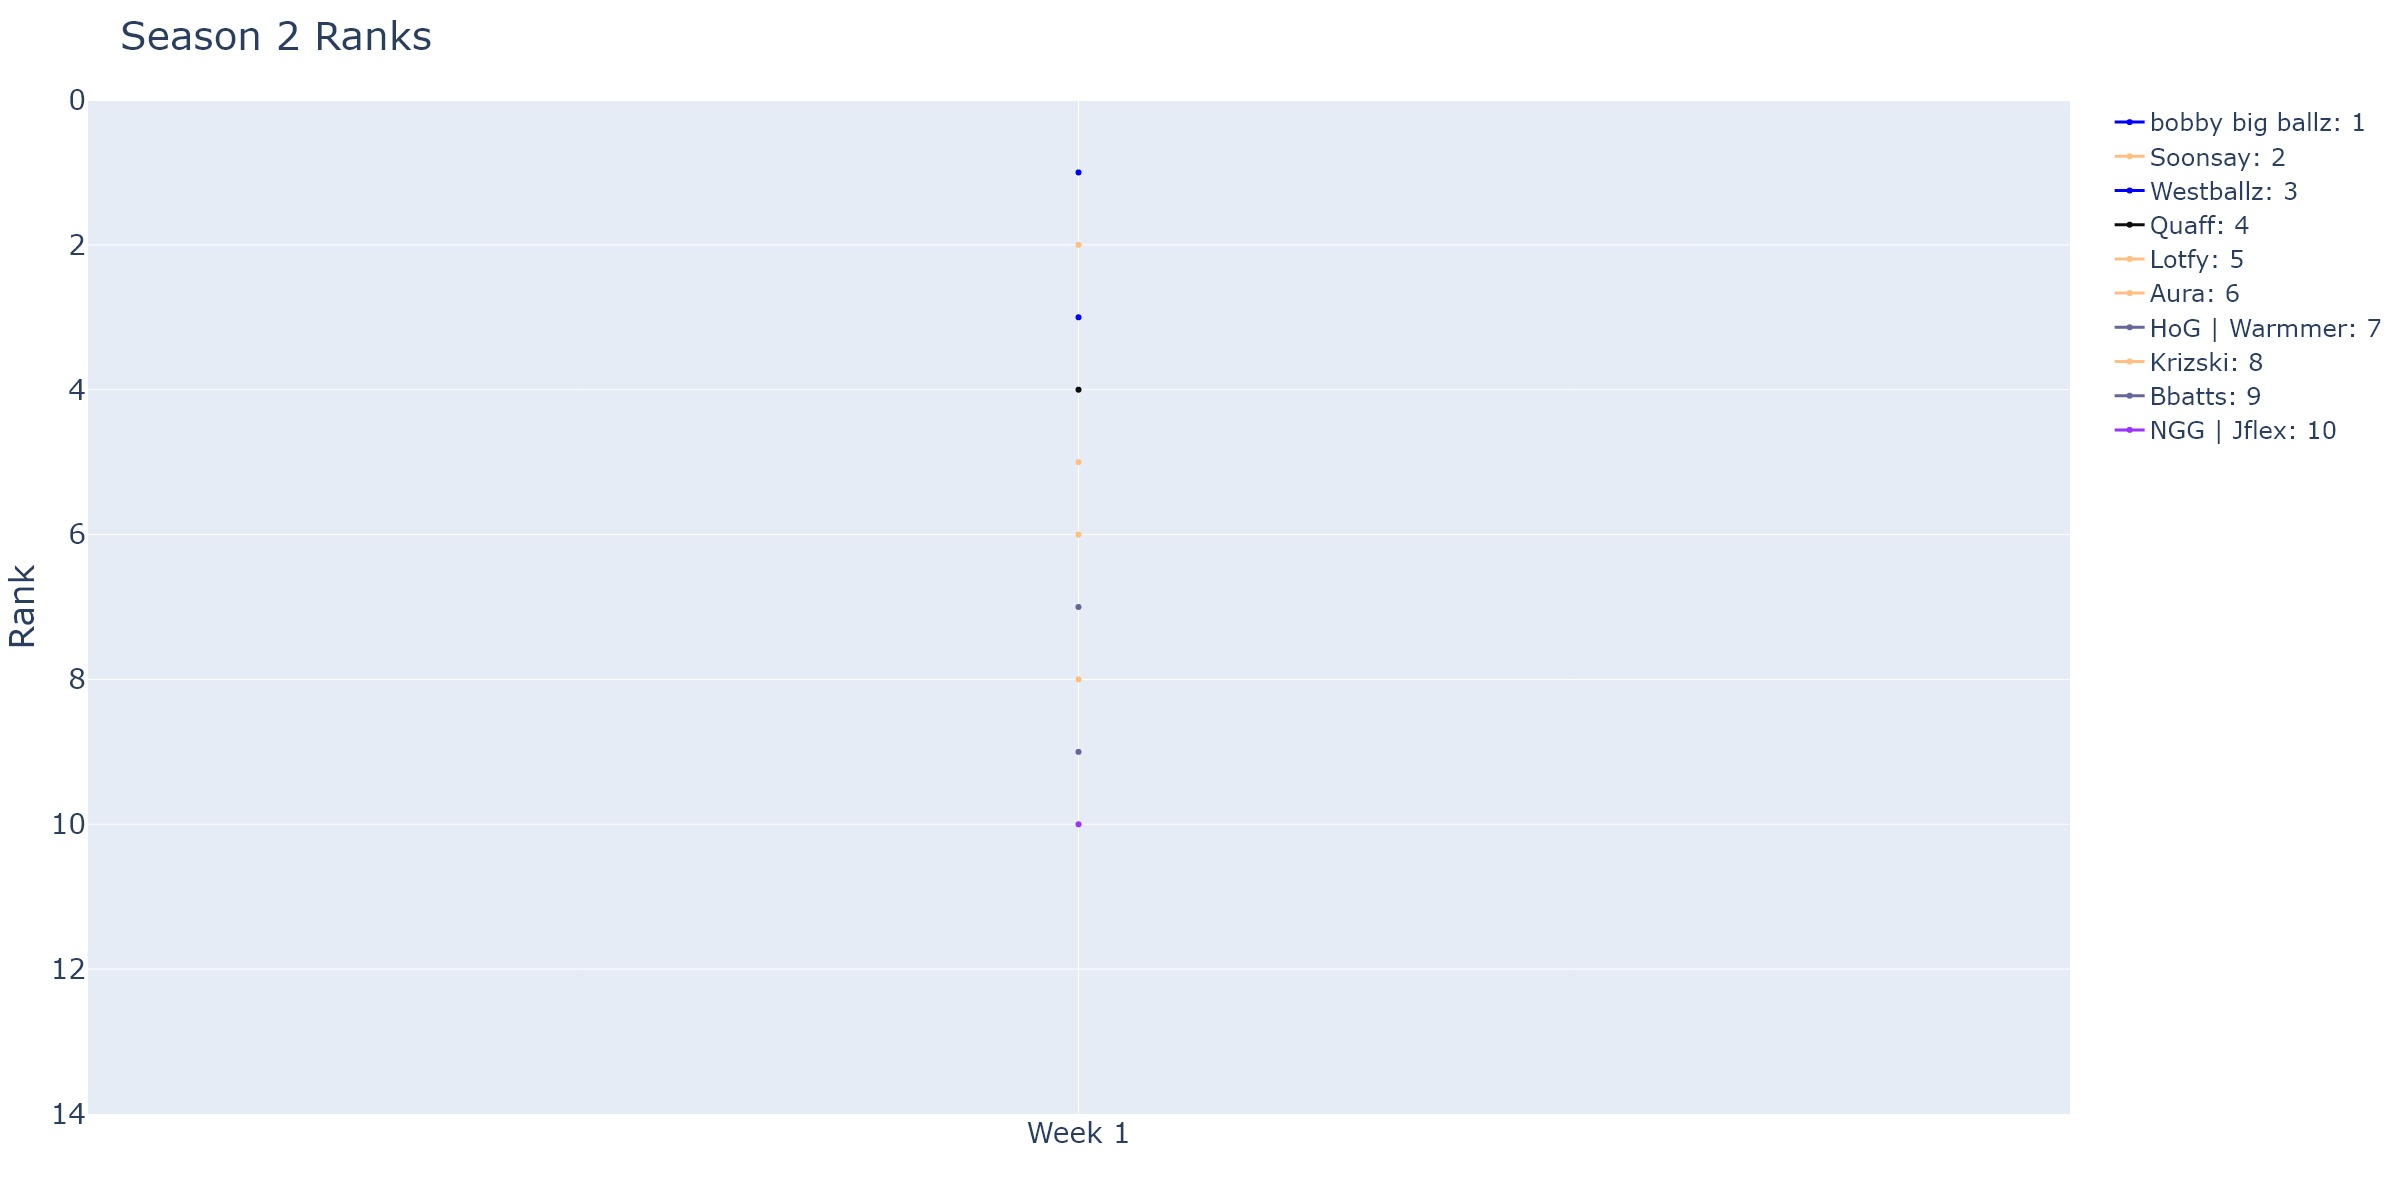 Season 2 Ranks
0
2
4
6
8
10
12
14
Rank
Week 1
bobby big ballz: 1
Soonsay: 2
Westballz: 3
Quaff: 4
Lotfy: 5
Aura: 6
HoG | Warmmer: 7
Krizski: 8
Bbatts: 9
NGG | Jflex: 10